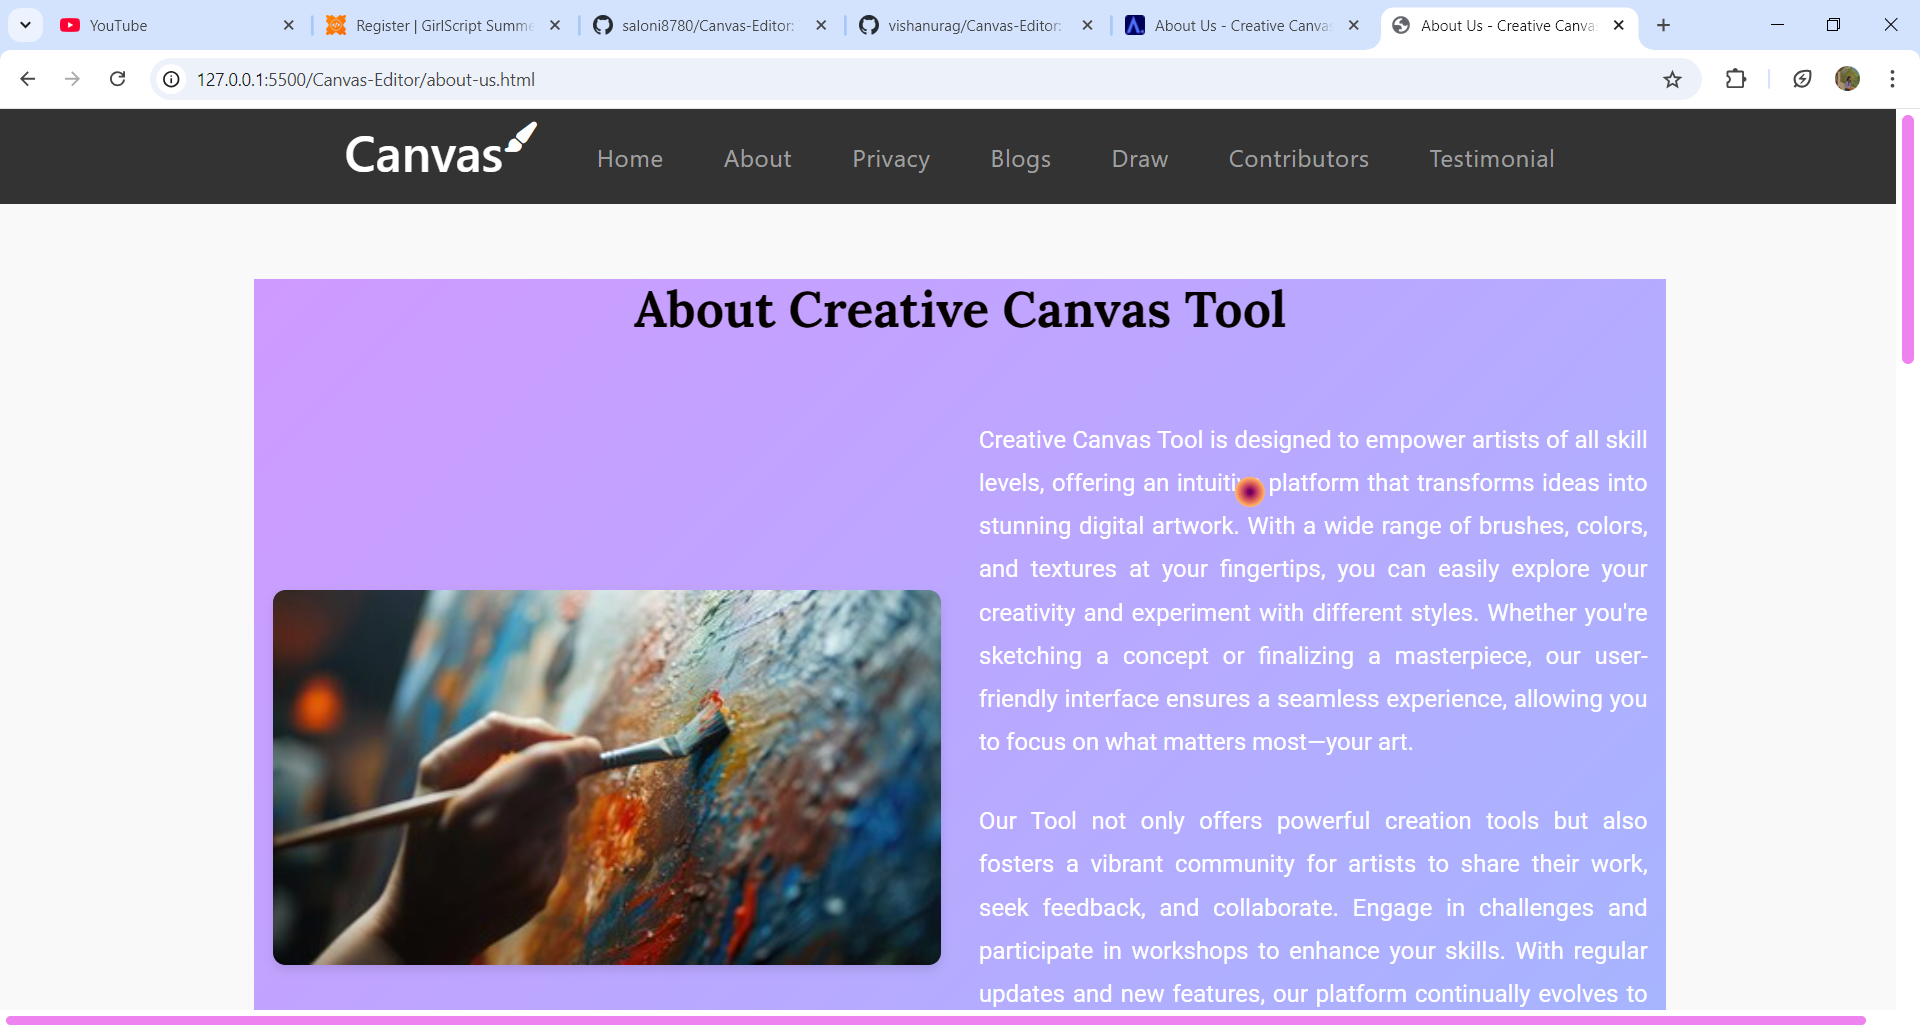 YouTube
Register | GirlScript Summe
saloni8780/Canvas-Editor:
vishanurag/Canvas-Editor:
About Us - Creative Canvas
About Us - Creative Canva
127.0.0.1:5500/Canvas-Editor/about-us.html
Canvas
Home
About
Privacy
Blogs
Draw
Contributors
Testimonial
About Creative Canvas Tool
Creative Canvas Tool is designed to empower artists of all skill
levels, offering an intuitive platform that transforms ideas into
stunning digital artwork. With a wide range of brushes, colors,
and textures at your fingertips, you can easily explore your
creativity and experiment with different styles. Whether you're
sketching a concept or finalizing a masterpiece, our user-
friendly interface ensures a seamless experience, allowing you
to focus on what matters most—your art.
Our Tool not only offers powerful creation tools but also
fosters a vibrant community for artists to share their work,
seek feedback, and collaborate. Engage in challenges and
participate in workshops to enhance your skills. With regular
updates and new features, our platform continually evolves to